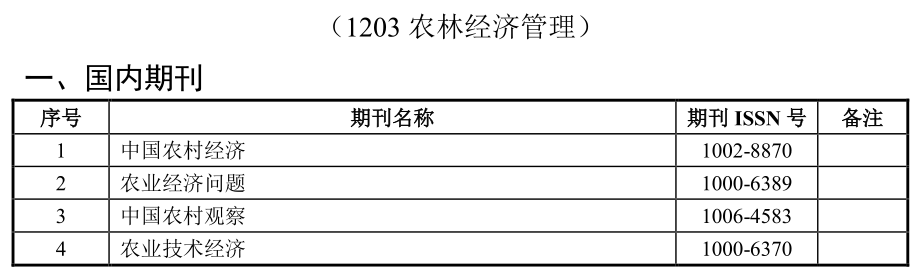 （1203 农林经济管理）
一、国内期刊
序号 期刊名称 期刊 ISSN 号 备注
1 中国农村经济 1002-8870
2 农业经济问题 1000-6389
3 中国农村观察 1006-4583
4 农业技术经济 1000-6370